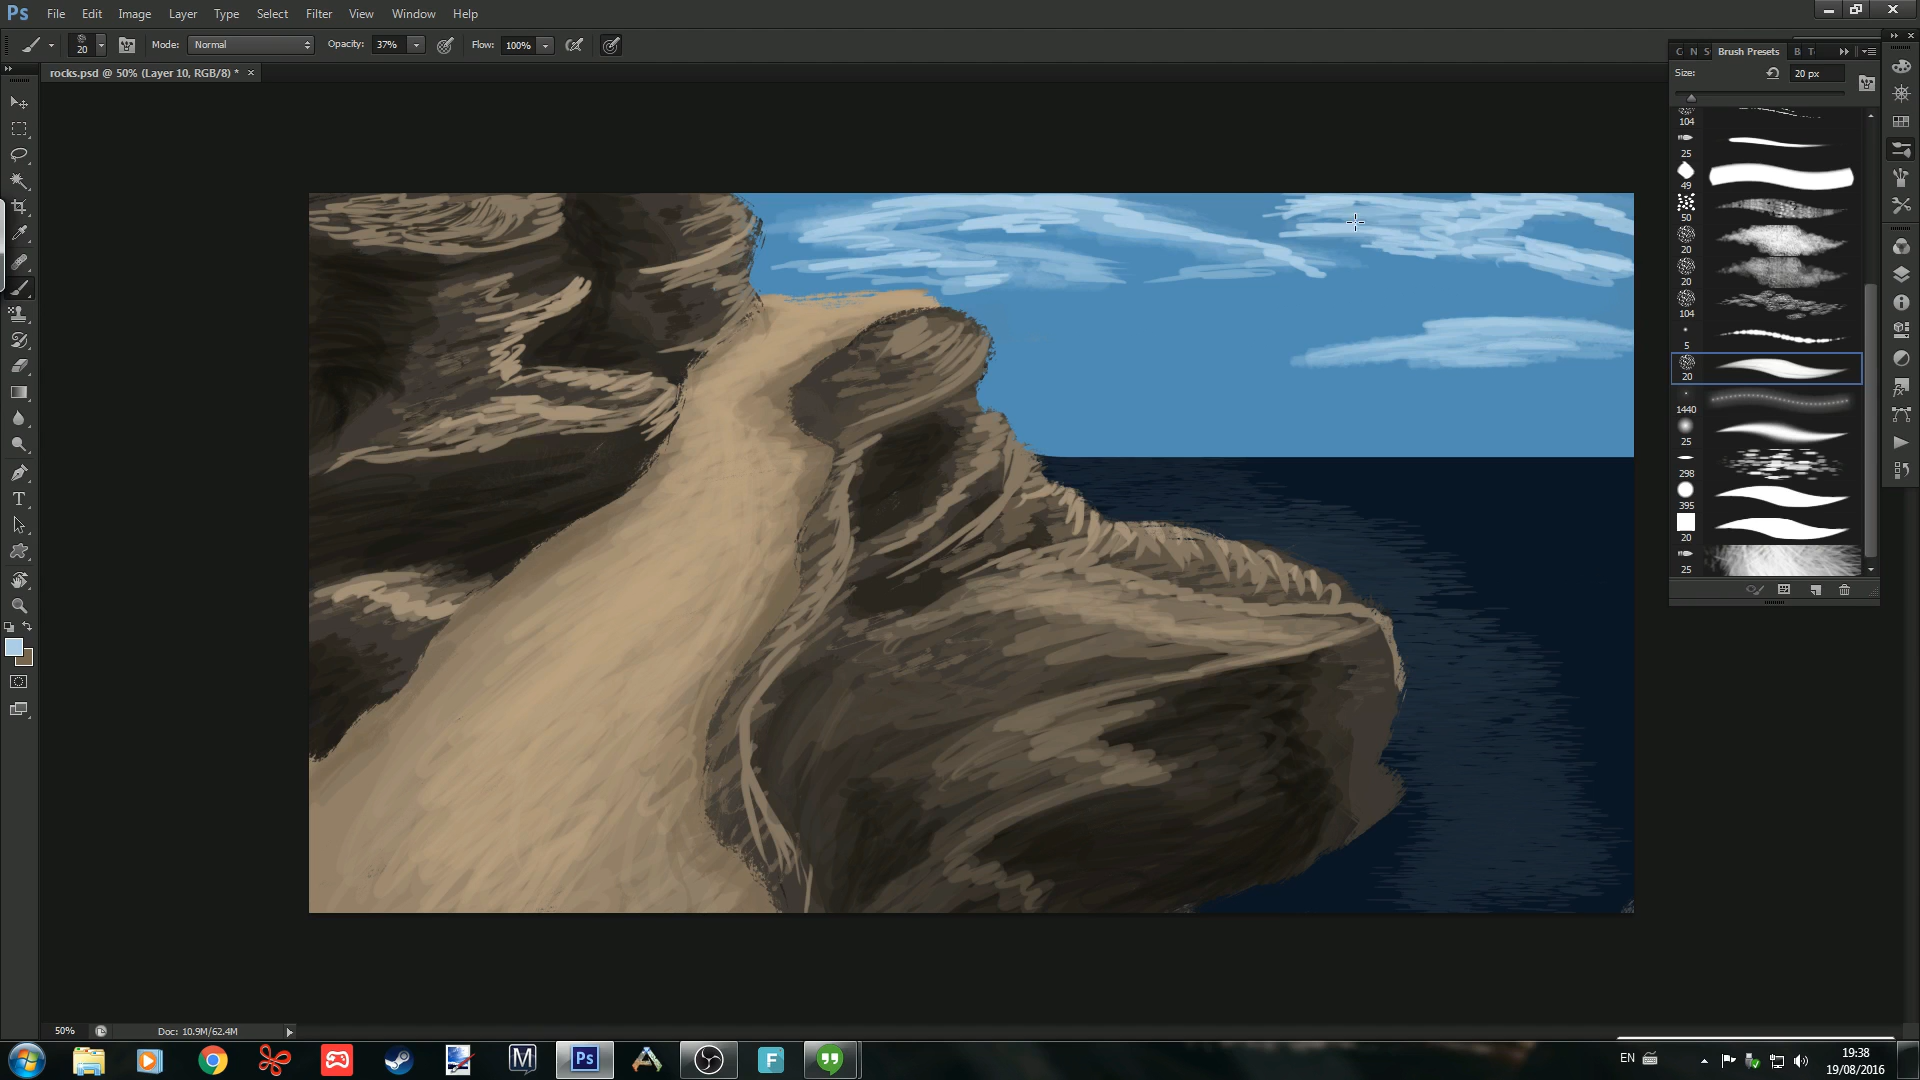 Ps File Edit Image Layer Type Select Filter View Window Help
20 Mode: Normal Opacity: 37% Flow: 100%
rocks.psd @ 50% (Layer 10, RGB/8) * ×
Brush Presets
Size: 20 px
104
25
49
50
20
20
104
5
20
1440
25
298
395
20
25
T
50% Doc: 10.9M/62.4M
M Ps F
EN 19:38
19/08/2016